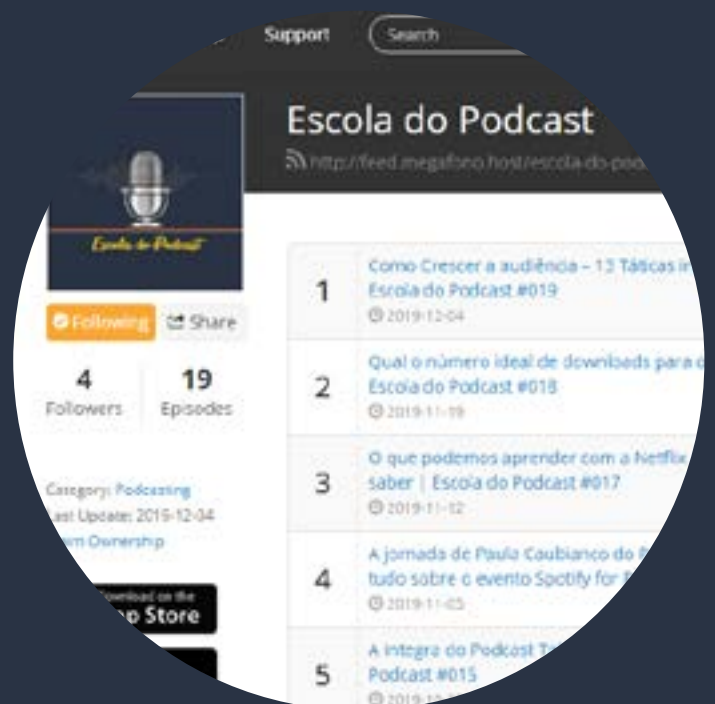 Support
Search
Escola do Podcast
http://feed.megafono.host/escola-do-pod
Escola do Podcast
Following
Share
4
Followers
19
Episodes
Category: Podcasting
Last Update: 2019-12-04
Ownership
Download on the
Store
1
Como Crescer a audiência – 13 Táticas
Escola do Podcast #019
2019-12-04
2
Qual o número ideal de downloads para
Escola do Podcast #018
2019-11-19
3
O que podemos aprender com a Netflix
saber | Escola do Podcast #017
2019-11-12
4
A jornada de Paula Caubianco do
tudo sobre o evento Spotify for
2019-11-05
5
A íntegra do Podcast
Podcast #015